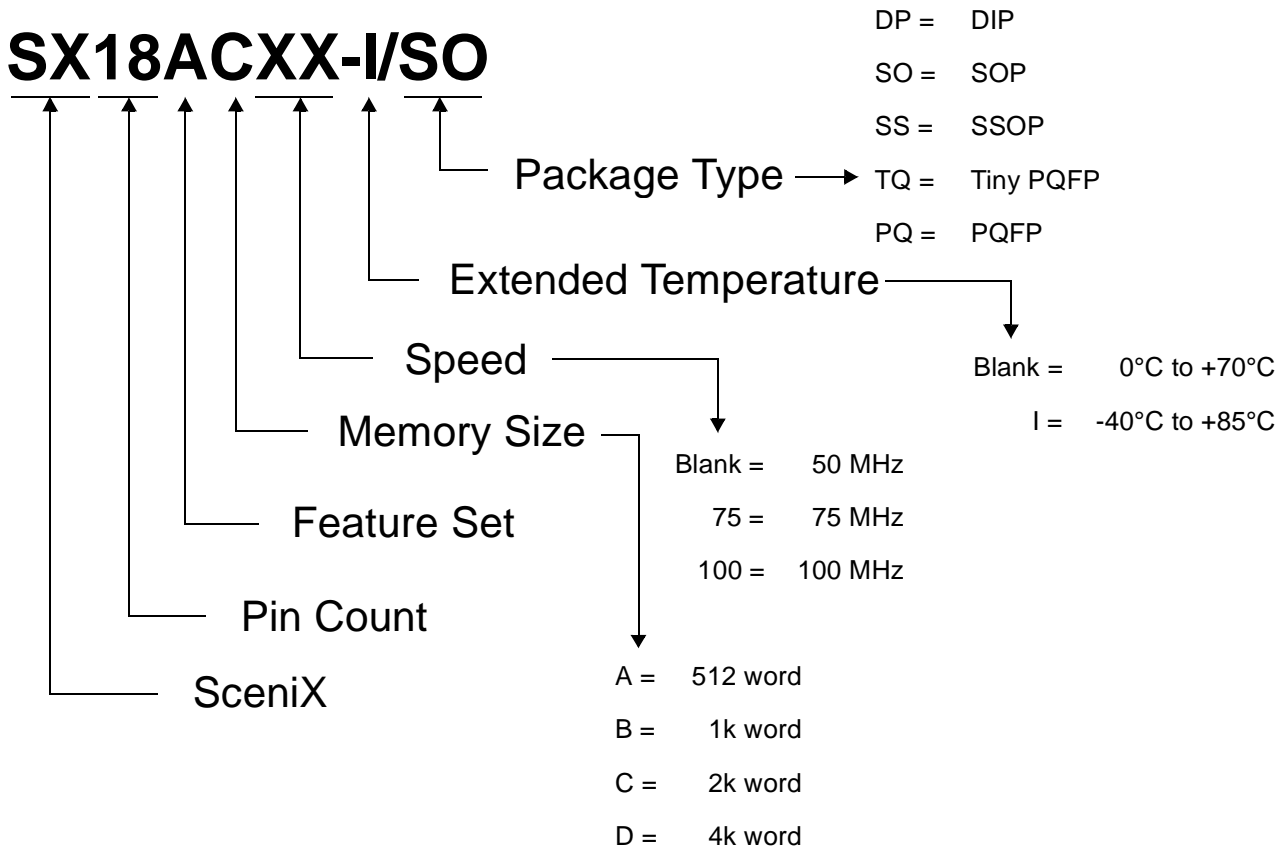 SX18ACXX-I/SO
DP = DIP
SO = SOP
SS = SSOP
Package Type
TQ = Tiny PQFP
PQ = PQFP
Extended Temperature
Blank = 0°C to +70°C
I = -40°C to +85°C
Speed
Blank = 50 MHz
75 = 75 MHz
100 = 100 MHz
Memory Size
A = 512 word
B = 1k word
C = 2k word
D = 4k word
Feature Set
Pin Count
SceniX